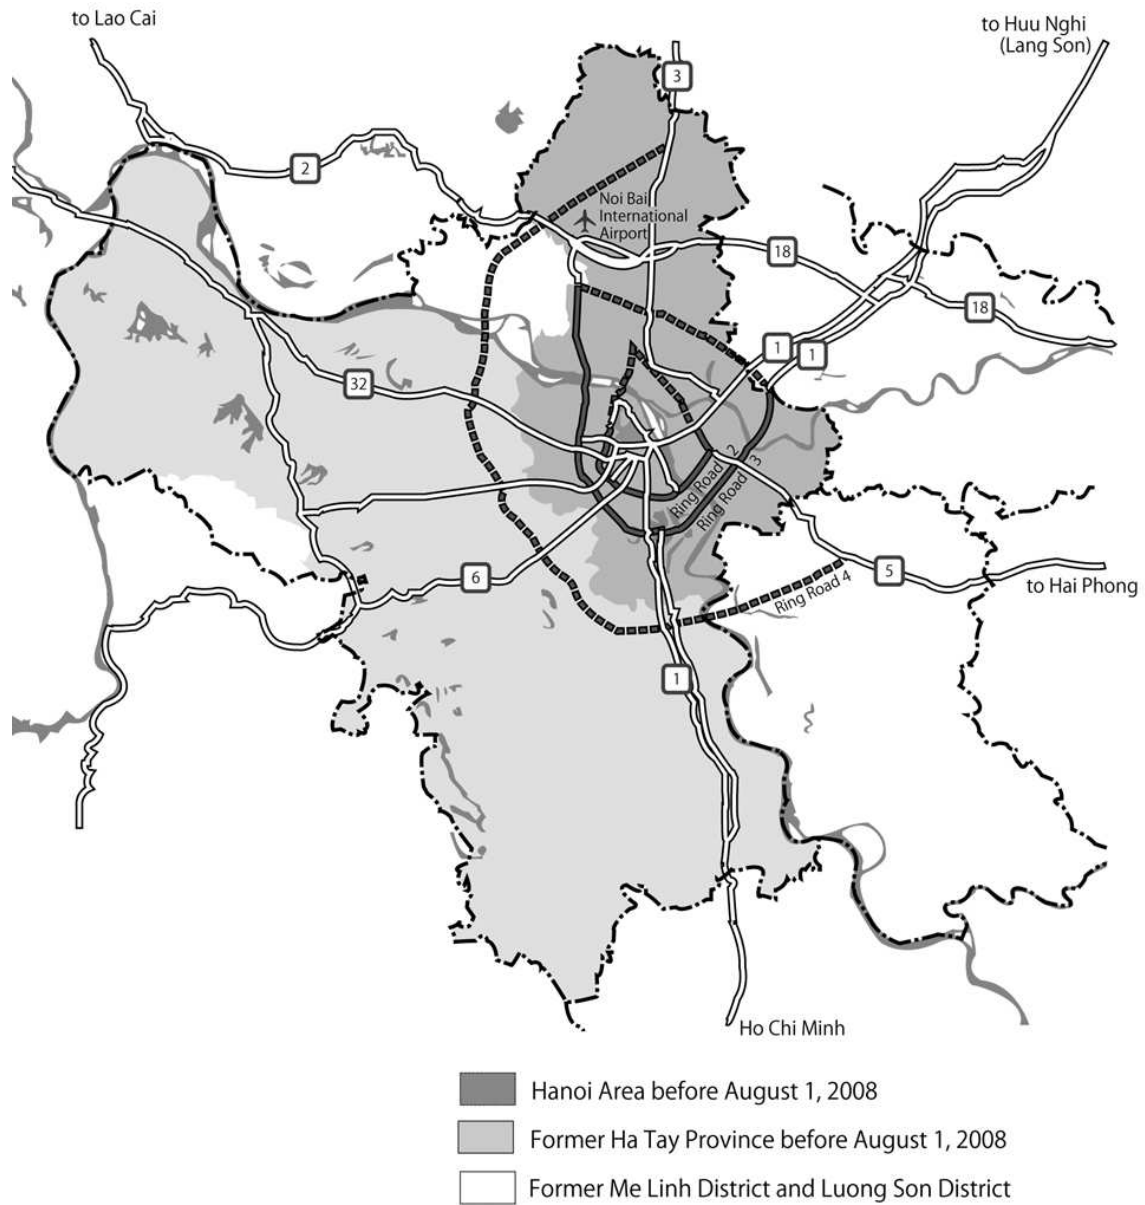 to Lao Cai
to Huu Nghi
(Lang Son)
3
2
Noi Bai
International
Airport
18
18
1
1
32
Ring Road 2
Ring Road 3
6
5
Ring Road 4
to Hai Phong
1
Ho Chi Minh
Hanoi Area before August 1, 2008
Former Ha Tay Province before August 1, 2008
Former Me Linh District and Luong Son District